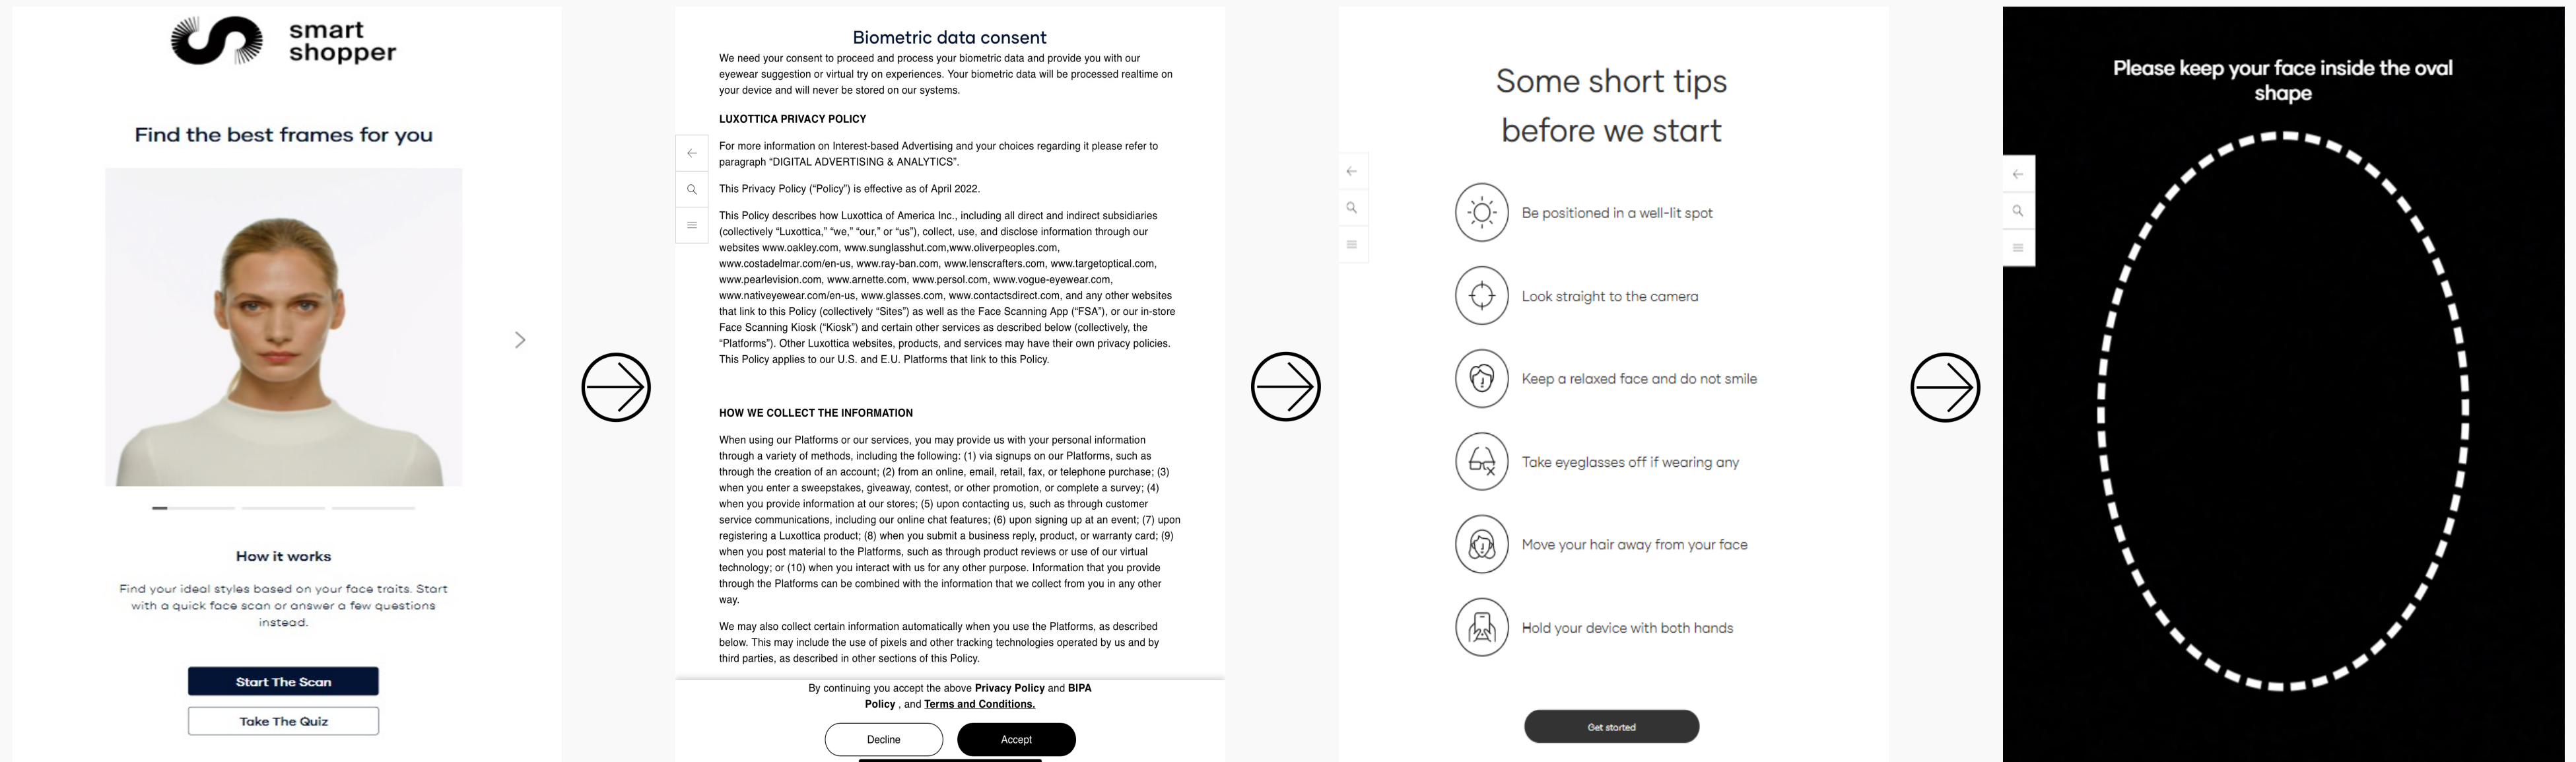 smart
shopper
Find the best frames for you
How it works
Find your ideal styles based on your face traits. Start
with a quick face scan or answer a few questions
instead.
Start The Scan
Take The Quiz
Biometric data consent
We need your consent to proceed and process your biometric data and provide you with our
eyewear suggestion or virtual try on experiences. Your biometric data will be processed realtime on
your device and will never be stored on our systems.
LUXOTTICA PRIVACY POLICY
For more information on Interest-based Advertising and your choices regarding it please refer to
paragraph “DIGITAL ADVERTISING & ANALYTICS”.
This Privacy Policy (“Policy”) is effective as of April 2022.
This Policy describes how Luxottica of America Inc., including all direct and indirect subsidiaries
(collectively “Luxottica,” “we,” “our,” or “us”), collect, use, and disclose information through our
websites www.oakley.com, www.sunglasshut.com,www.oliverpeoples.com,
www.costadelmar.com/en-us, www.ray-ban.com, www.lenscrafters.com, www.targetoptical.com,
www.pearlevision.com, www.arnette.com, www.persol.com, www.vogue-eyewear.com,
www.nativeyewear.com/en-us, www.glasses.com, www.contactsdirect.com, and any other websites
that link to this Policy (collectively “Sites”) as well as the Face Scanning App (“FSA”), or our in-store
Face Scanning Kiosk (“Kiosk”) and certain other services as described below (collectively, the
“Platforms”). Other Luxottica websites, products, and services may have their own privacy policies.
This Policy applies to our U.S. and E.U. Platforms that link to this Policy.
HOW WE COLLECT THE INFORMATION
When using our Platforms or our services, you may provide us with your personal information
through a variety of methods, including the following: (1) via signups on our Platforms, such as
through the creation of an account; (2) from an online, email, retail, fax, or telephone purchase; (3)
when you enter a sweepstakes, giveaway, contest, or other promotion, or complete a survey; (4)
when you provide information at our stores; (5) upon contacting us, such as through customer
service communications, including our online chat features; (6) upon signing up at an event; (7) upon
registering a Luxottica product; (8) when you submit a business reply, product, or warranty card; (9)
when you post material to the Platforms, such as through product reviews or use of our virtual
technology; or (10) when you interact with us for any other purpose. Information that you provide
through the Platforms can be combined with the information that we collect from you in any other
way.
We may also collect certain information automatically when you use the Platforms, as described
below. This may include the use of pixels and other tracking technologies operated by us and by
third parties, as described in other sections of this Policy.
By continuing you accept the above Privacy Policy and BIPA
Policy , and Terms and Conditions.
Decline
Accept
Some short tips
before we start
Be positioned in a well-lit spot
Look straight to the camera
Keep a relaxed face and do not smile
Take eyeglasses off if wearing any
Move your hair away from your face
Hold your device with both hands
Get started
Please keep your face inside the oval
shape